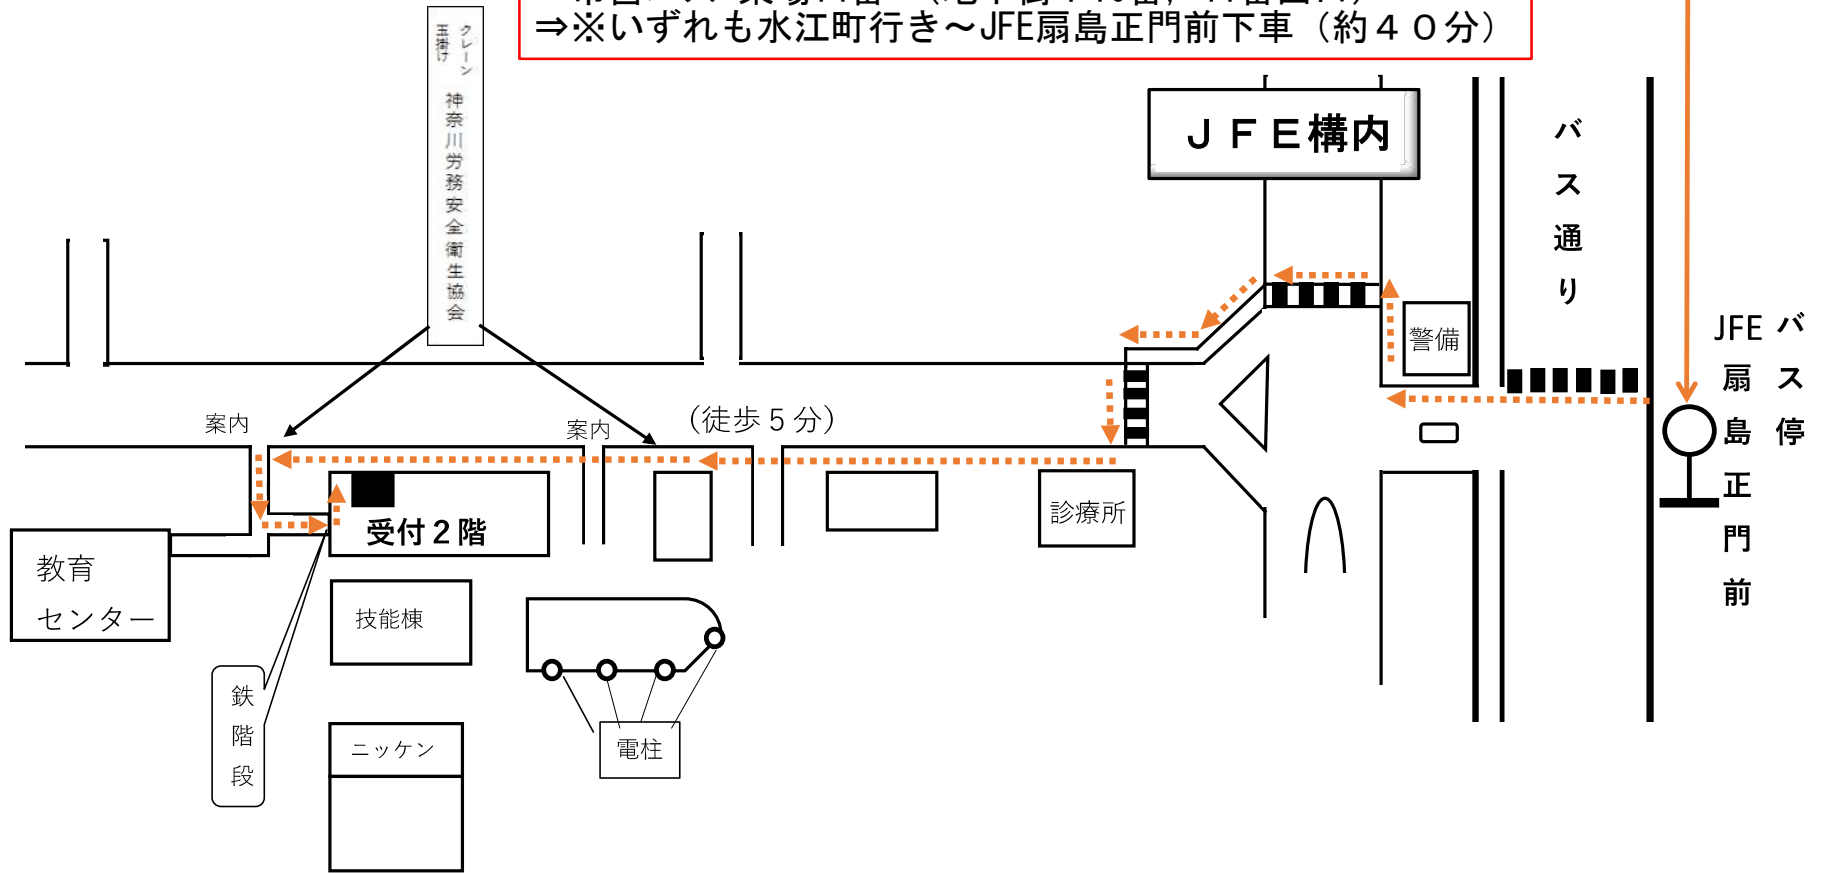 ⇒※いずれも水江町行き～JFE扇島正門前下車（約４０分）
クレーン
玉掛け
神奈川労務安全衛生協会
ＪＦＥ構内
バス通り
バス停
JFE扇島正門前
警備
案内
案内
（徒歩５分）
診療所
受付２階
教育
センター
技能棟
鉄階段
電柱
ニッケン